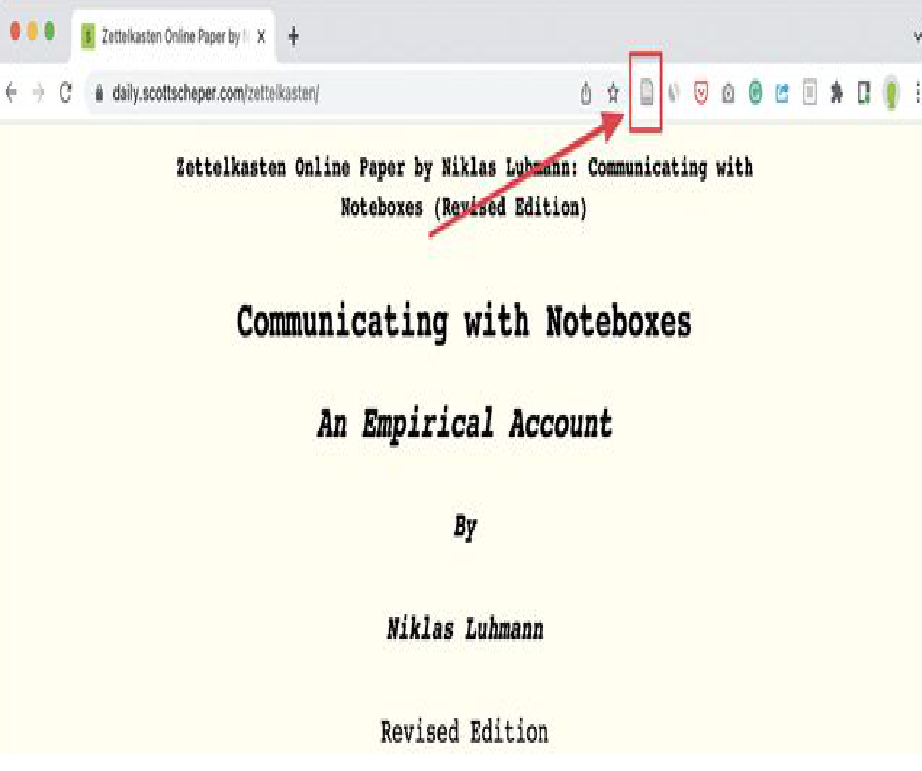 Zettelkasten Online Paper by N
daily.scottscheper.com/zettelkasten/
Zettelkasten Online Paper by Niklas Luhmann: Communicating with
Noteboxes (Revised Edition)
Communicating with Noteboxes
An Empirical Account
By
Niklas Luhmann
Revised Edition